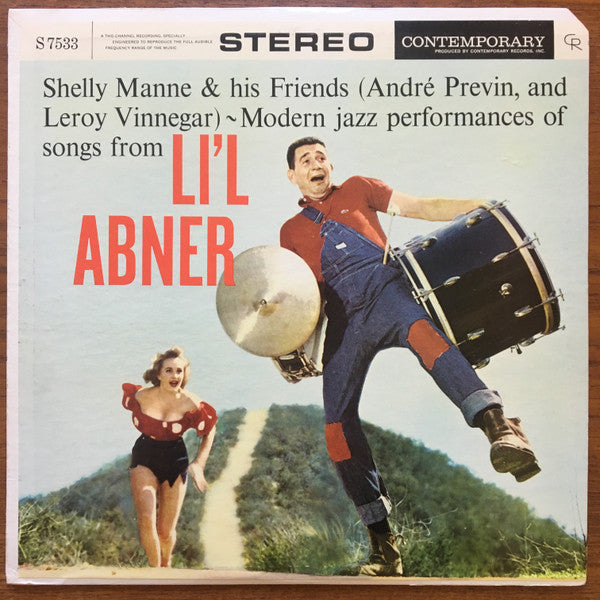 S 7533
A TWO-CHANNEL RECORDING, SPECIALLY
ENGINEERED TO REPRODUCE THE FULL AUDIBLE
FREQUENCY RANGE OF THE MUSIC
STEREO
CONTEMPORARY
PRODUCED BY CONTEMPORARY RECORDS, INC.
CR
Shelly Manne & his Friends (André Previn, and
Leroy Vinnegar) ~ Modern jazz performances of
songs from LI'L
ABNER